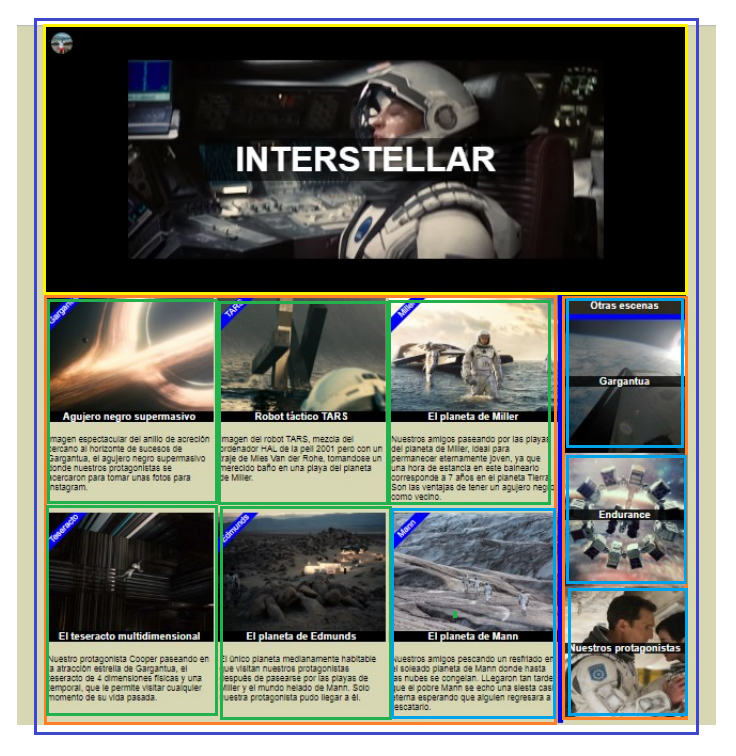 INTERSTELLAR
Gargantua
TARS
Miller
Otras escenas
Agujero negro supermasivo
Robot táctico TARS
El planeta de Miller
Gargantua
Imagen espectacular del anillo de acreción
cercano al horizonte de sucesos de
Gargantua, el agujero negro supermasivo
donde nuestros protagonistas se
acercaron para tomar unas fotos para
Instagram.
Imagen del robot TARS, mezcla del
ordenador HAL de la peli 2001 pero con un
traje de Mies Van der Rohe, tomandose un
merecido baño en una playa del planeta
de Miller.
Nuestros amigos paseando por las playas
del planeta de Miller, ideal para
permanecer eternamente joven, ya que
una hora de estancia en este balneario
corresponde a 7 años en el planeta Tierra.
Son las ventajas de tener un agujero negro
como vecino.
Endurance
Teseracto
Edmunds
Mann
El teseracto multidimensional
El planeta de Edmunds
El planeta de Mann
Nuestros protagonistas
Nuestro protagonista Cooper paseando en
la atracción estrella de Gargantua, el
teseracto de 4 dimensiones físicas y una
temporal, que le permite visitar cualquier
momento de su vida pasada.
El único planeta medianamente habitable
que visitan nuestros protagonistas
después de pasearse por las playas de
Miller y el mundo helado de Mann. Solo
nuestra protagonista pudo llegar a él.
Nuestros amigos pescando un resfriado en
el soleado planeta de Mann donde hasta
las nubes se congelan. LLegaron tan tarde
que el pobre Mann se echo una siesta casi
eterna esperando que alguien regresara a
rescatarlo.